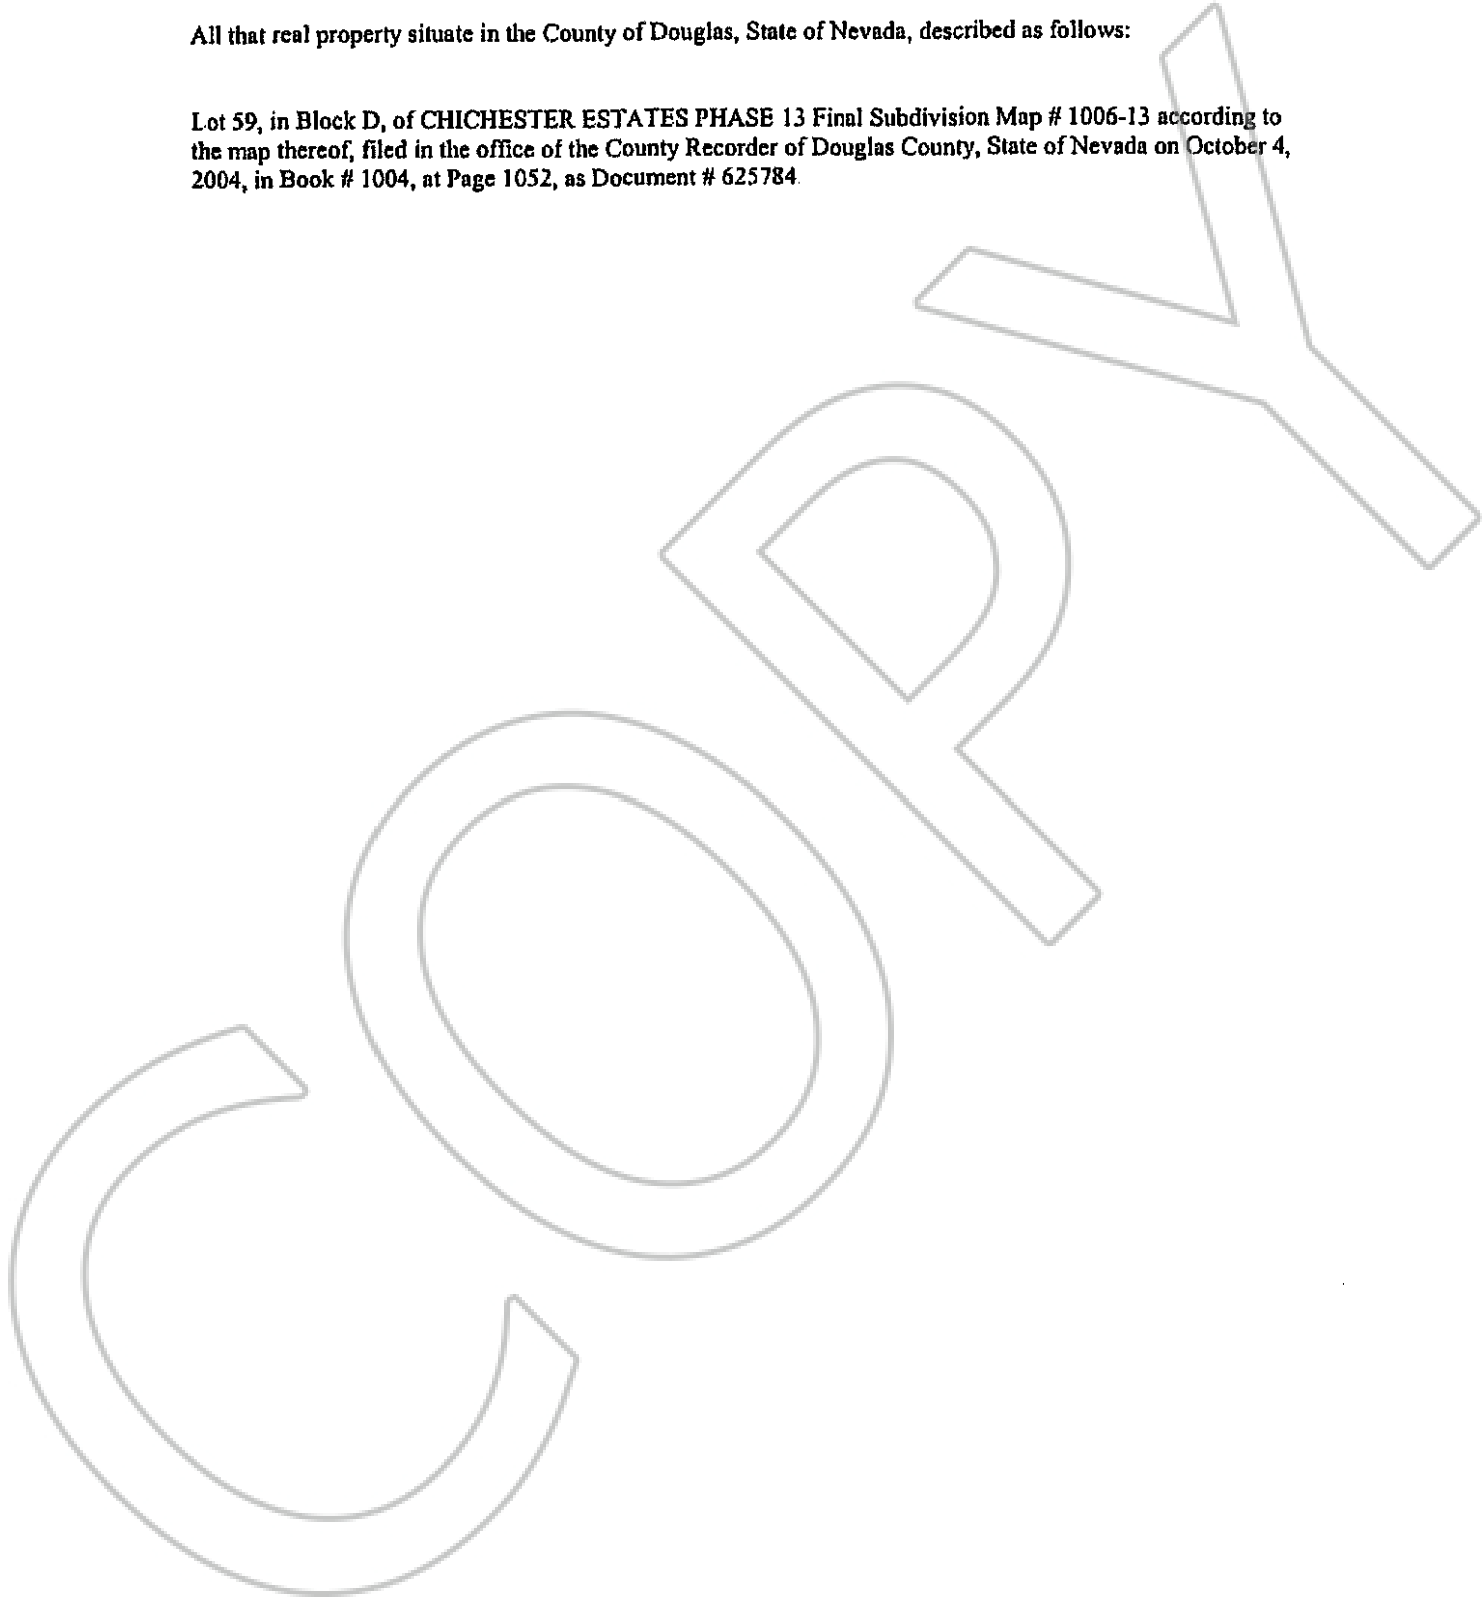 All that real property situate in the County of Douglas, State of Nevada, described as follows:
Lot 59, in Block D, of CHICHESTER ESTATES PHASE 13 Final Subdivision Map # 1006-13 according to
the map thereof, filed in the office of the County Recorder of Douglas County, State of Nevada on October 4,
2004, in Book # 1004, at Page 1052, as Document # 625784.
COPY